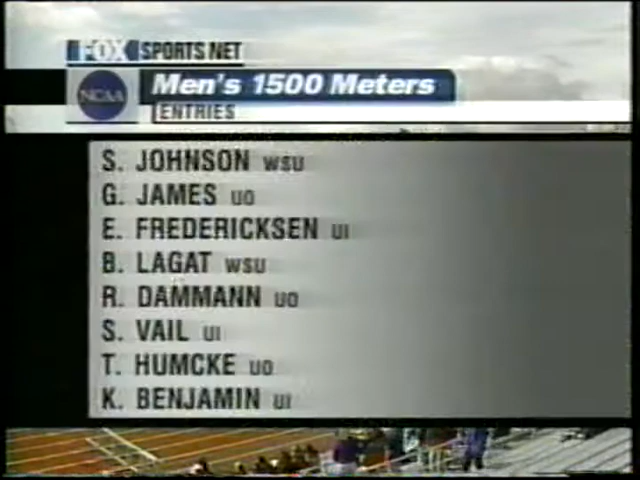 FOX SPORTS NET
NCAA
Men's 1500 Meters
ENTRIES
S. JOHNSON WSU
G. JAMES UO
E. FREDERICKSEN UI
B. LAGAT WSU
R. DAMMANN UO
S. VAIL UI
T. HUMCKE UO
K. BENJAMIN UI